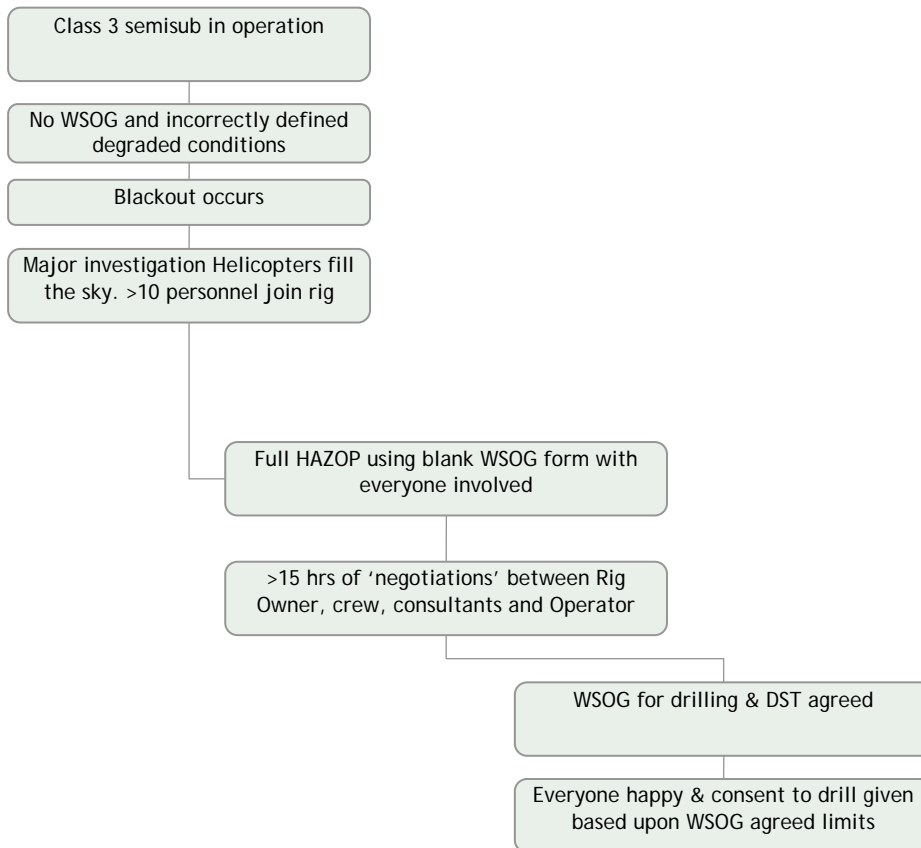 Class 3 semisub in operation
No WSOG and incorrectly defined
degraded conditions
Blackout occurs
Major investigation Helicopters fill
the sky. >10 personnel join rig
Full HAZOP using blank WSOG form with
everyone involved
>15 hrs of ‘negotiations’ between Rig
Owner, crew, consultants and Operator
WSOG for drilling & DST agreed
Everyone happy & consent to drill given
based upon WSOG agreed limits